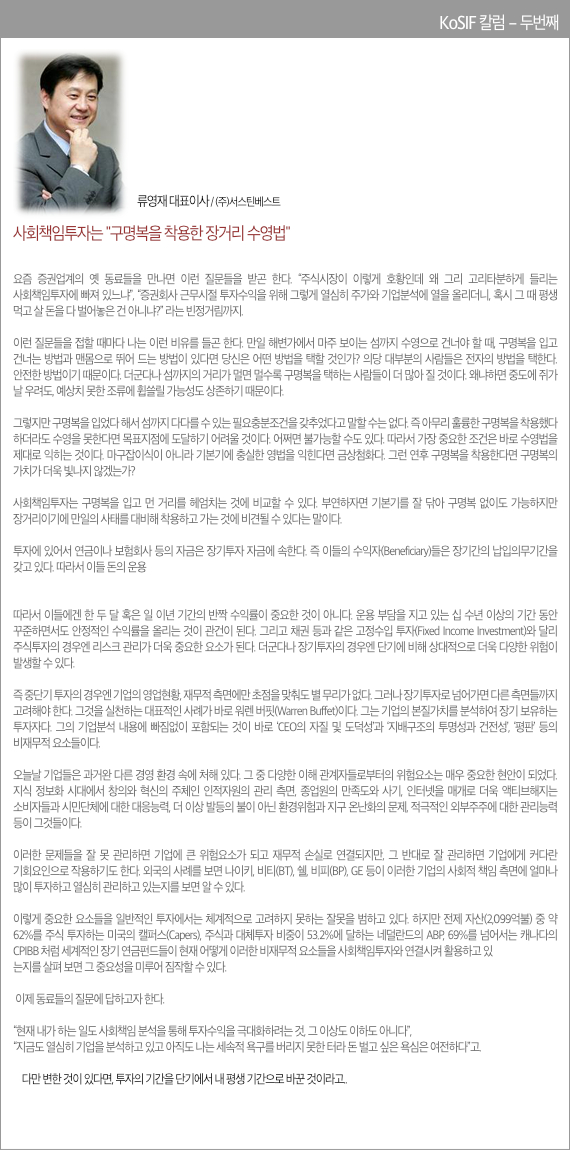 KoSIF 칼럼 – 두번째
류영재 대표이사 / (주)서스틴베스트
사회책임투자는 "구명복을 착용한 장거리 수영법"
요즘 증권업계의 옛 동료들을 만나면 이런 질문들을 받곤 한다. “주식시장이 이렇게 호황인데 왜 그리 고리타분하게 들리는
사회책임투자에 빠져 있느냐”, “증권회사 근무시절 투자수익을 위해 그렇게 열심히 주가와 기업분석에 열을 올리더니, 혹시 그 때 평생
먹고 살 돈을 다 벌어놓은 건 아니냐?” 라는 빈정거림까지.
이런 질문들을 접할 때마다 나는 이런 비유를 들곤 한다. 만일 해변가에서 마주 보이는 섬까지 수영으로 건너야 할 때, 구명복을 입고
건너는 방법과 맨몸으로 뛰어 드는 방법이 있다면 당신은 어떤 방법을 택할 것인가? 의당 대부분의 사람들은 전자의 방법을 택한다.
안전한 방법이기 때문이다. 더군다나 섬까지의 거리가 멀면 멀수록 구명복을 택하는 사람들이 더 많아 질 것이다. 왜냐하면 중도에 쥐가
날 우려도, 예상치 못한 조류에 휩쓸릴 가능성도 상존하기 때문이다.
그렇지만 구명복을 입었다 해서 섬까지 다다를 수 있는 필요충분조건을 갖추었다고 말할 수는 없다. 즉 아무리 훌륭한 구명복을 착용했다
하더라도 수영을 못한다면 목표지점에 도달하기 어려울 것이다. 어쩌면 불가능할 수도 있다. 따라서 가장 중요한 조건은 바로 수영법을
제대로 익히는 것이다. 마구잡이식이 아니라 기본기에 충실한 영법을 익힌다면 금상첨화다. 그런 연후 구명복을 착용한다면 구명복의
가치가 더욱 빛나지 않겠는가?
사회책임투자는 구명복을 입고 먼 거리를 헤엄치는 것에 비교할 수 있다. 부연하자면 기본기를 잘 닦아 구명복 없이도 가능하지만
장거리이기에 만일의 사태를 대비해 착용하고 가는 것에 비견될 수 있다는 말이다.
투자에 있어서 연금이나 보험회사 등의 자금은 장기투자 자금에 속한다. 즉 이들의 수익자(Beneficiary)들은 장기간의 납입의무기간을
갖고 있다. 따라서 이들 돈의 운용
따라서 이들에겐 한 두 달 혹은 일 이년 기간의 반짝 수익률이 중요한 것이 아니다. 운용 부담을 지고 있는 십 수년 이상의 기간 동안
꾸준하면서도 안정적인 수익률을 올리는 것이 관건이 된다. 그리고 채권 등과 같은 고정수입 투자(Fixed Income Investment)와 달리
주식투자의 경우엔 리스크 관리가 더욱 중요한 요소가 된다. 더군다나 장기투자의 경우엔 단기에 비해 상대적으로 더욱 다양한 위험이
발생할 수 있다.
즉 중단기 투자의 경우엔 기업의 영업현황, 재무적 측면에만 초점을 맞춰도 별 무리가 없다. 그러나 장기투자로 넘어가면 다른 측면들까지
고려해야 한다. 그것을 실천하는 대표적인 사례가 바로 워렌 버핏(Warren Buffet)이다. 그는 기업의 본질가치를 분석하여 장기 보유하는
투자자다. 그의 기업분석 내용에 빠짐없이 포함되는 것이 바로 ‘CEO의 자질 및 도덕성’과 ‘지배구조의 투명성과 건전성’, ‘평판’ 등의
비재무적 요소들이다.
오늘날 기업들은 과거완 다른 경영 환경 속에 처해 있다. 그 중 다양한 이해 관계자들로부터의 위험요소는 매우 중요한 현안이 되었다.
지식 정보화 시대에서 창의와 혁신의 주체인 인적자원의 관리 측면, 종업원의 만족도와 사기, 인터넷을 매개로 더욱 액티브해지는
소비자들과 시민단체에 대한 대응능력, 더 이상 발등의 불이 아닌 환경위험과 지구 온난화의 문제, 적극적인 외부주주에 대한 관리능력
등이 그것들이다.
이러한 문제들을 잘 못 관리하면 기업에 큰 위험요소가 되고 재무적 손실로 연결되지만, 그 반대로 잘 관리하면 기업에게 커다란
기회요인으로 작용하기도 한다. 외국의 사례를 보면 나이키, 비티(BT), 쉘, 비피(BP), GE 등이 이러한 기업의 사회적 책임 측면에 얼마나
많이 투자하고 열심히 관리하고 있는지를 보면 알 수 있다.
이렇게 중요한 요소들을 일반적인 투자에서는 체계적으로 고려하지 못하는 잘못을 범하고 있다. 하지만 전제 자산(2,099억불) 중 약
62%를 주식 투자하는 미국의 캘퍼스(Capers), 주식과 대체투자 비중이 53.2%에 달하는 네덜란드의 ABP, 69%를 넘어서는 캐나다의
CPIBB 처럼 세계적인 장기 연금펀드들이 현재 어떻게 이러한 비재무적 요소들을 사회책임투자와 연결시켜 활용하고 있
는지를 살펴 보면 그 중요성을 미루어 짐작할 수 있다.
이제 동료들의 질문에 답하고자 한다.
“현재 내가 하는 일도 사회책임 분석을 통해 투자수익을 극대화하려는 것, 그 이상도 이하도 아니다”,
“지금도 열심히 기업을 분석하고 있고 아직도 나는 세속적 욕구를 버리지 못한 터라 돈 벌고 싶은 욕심은 여전하다”고.
다만 변한 것이 있다면, 투자의 기간을 단기에서 내 평생 기간으로 바꾼 것이라고..